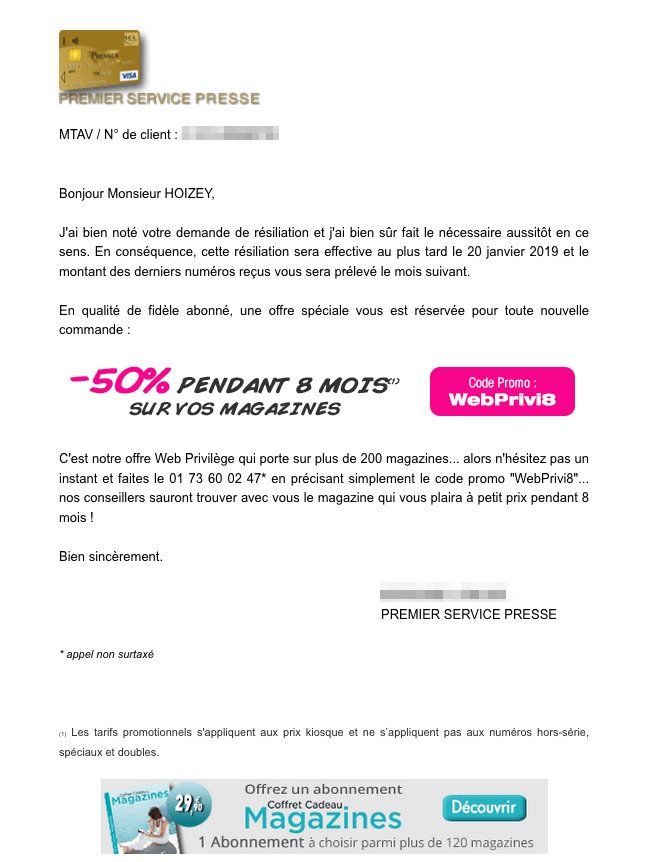 LCL
PREMIER
VISA
PREMIER SERVICE PRESSE
MTAV / N° de client :
Bonjour Monsieur HOIZEY,
J'ai bien noté votre demande de résiliation et j'ai bien sûr fait le nécessaire aussitôt en ce
sens. En conséquence, cette résiliation sera effective au plus tard le 20 janvier 2019 et le
montant des derniers numéros reçus vous sera prélevé le mois suivant.
En qualité de fidèle abonné, une offre spéciale vous est réservée pour toute nouvelle
commande :
-50% PENDANT 8 MOIS(1)
SUR VOS MAGAZINES
Code Promo :
WebPrivi8
C'est notre offre Web Privilège qui porte sur plus de 200 magazines... alors n'hésitez pas un
instant et faites le 01 73 60 02 47* en précisant simplement le code promo "WebPrivi8"...
nos conseillers sauront trouver avec vous le magazine qui vous plaira à petit prix pendant 8
mois !
Bien sincèrement.
PREMIER SERVICE PRESSE
* appel non surtaxé
(1) Les tarifs promotionnels s'appliquent aux prix kiosque et ne s'appliquent pas aux numéros hors-série,
spéciaux et doubles.
Coffret Cadeau
Magazines
29,90
Offrez un abonnement
Coffret Cadeau
Magazines
1 Abonnement à choisir parmi plus de 120 magazines
Découvrir